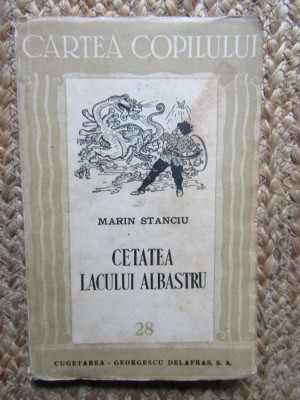 CARTEA COPILULUI
MARIN STANCIU
CETATEA
LACULUI ALBASTRU
28
CUGETAREA - GEORGESCU DELAFRAS, S. A.